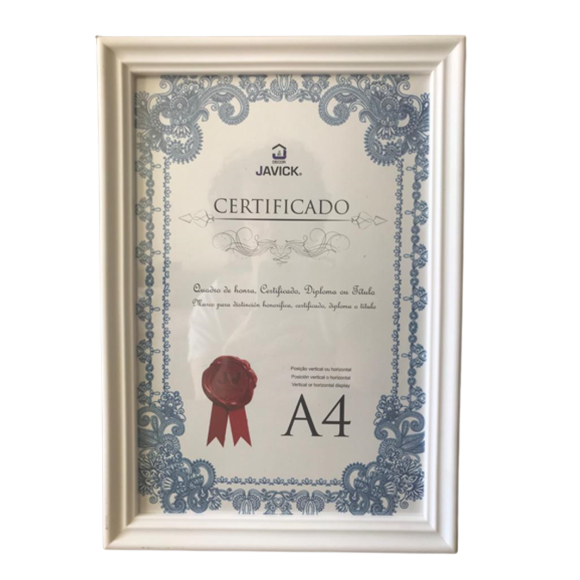 DECOR
JAVICK®
CERTIFICADO
Quadro de honra, Certificado, Diploma ou Título
Marco para distinción honorífica, certificado, diploma o título
Posição vertical ou horizontal
Posición vertical o horizontal
Vertical or horizontal display
A4